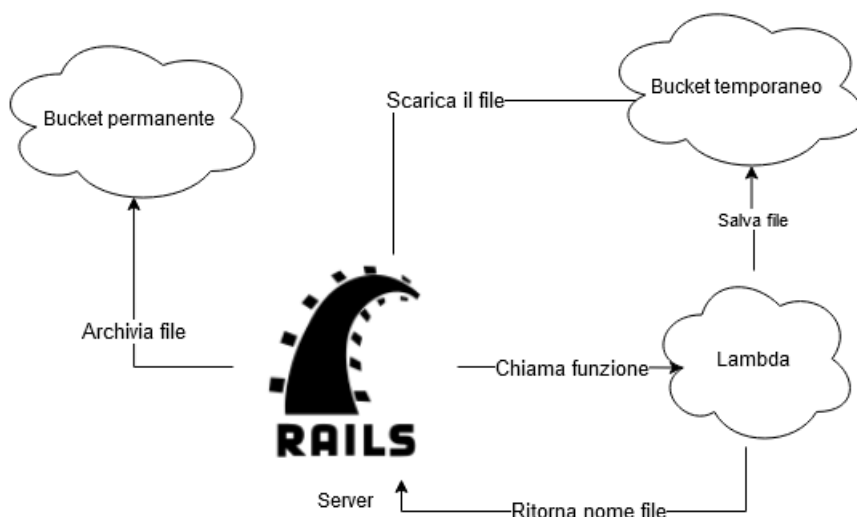 Bucket permanente
Scarica il file
Bucket temporaneo
Salva file
Archivia file
Chiama funzione
Lambda
RAILS
Server
Ritorna nome file